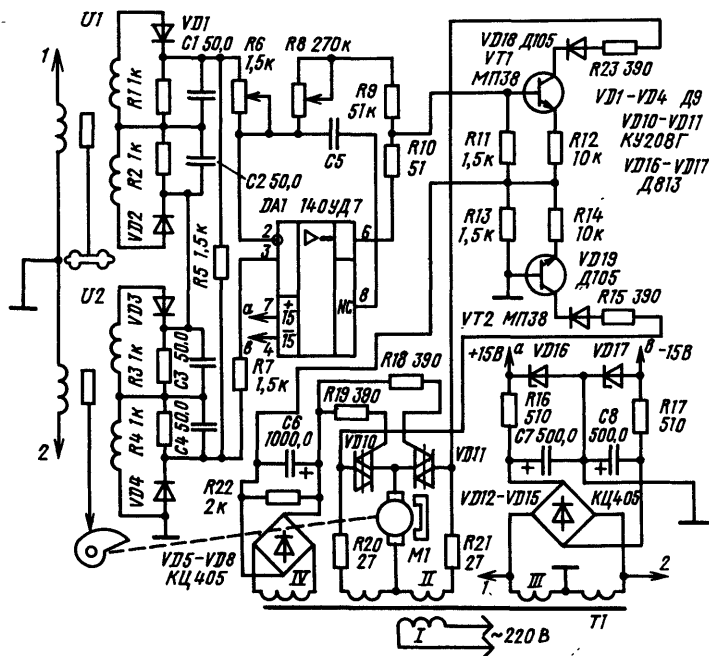 U1
1
VD1
C1 50,0
R6 1,5к
R8 270к
R9 51к
VD18 Д105
VT1 МП38
R23 390
VD1-VD4 Д9
VD10-VD11 КУ208Г
VD16-VD17 Д813
R1 1к
R2 1к
C2 50,0
VD2
C5
R10 51
R11 1,5к
R12 10к
DA1 140УД7
2
3
6
8
7
4
+15
15
NC
а
в
R5 1,5к
R13 1,5к
R14 10к
VD19 Д105
R15 390
VT2 МП38
U2
VD3
R3 1к
C3 50,0
R4 1к
C4 50,0
VD4
2
R7 1,5к
R18 390
R19 390
C6 1000,0
+
VD10
VD11
R22 2к
VD5-VD8 КЦ405
IV
R20 27
M1
II
R21 27
+15В
а
VD16
VD17
в
-15В
R16 510
C7 500,0
+
C8 500,0
+
R17 510
VD12-VD15
КЦ405
1
III
2
T1
I
~220 В